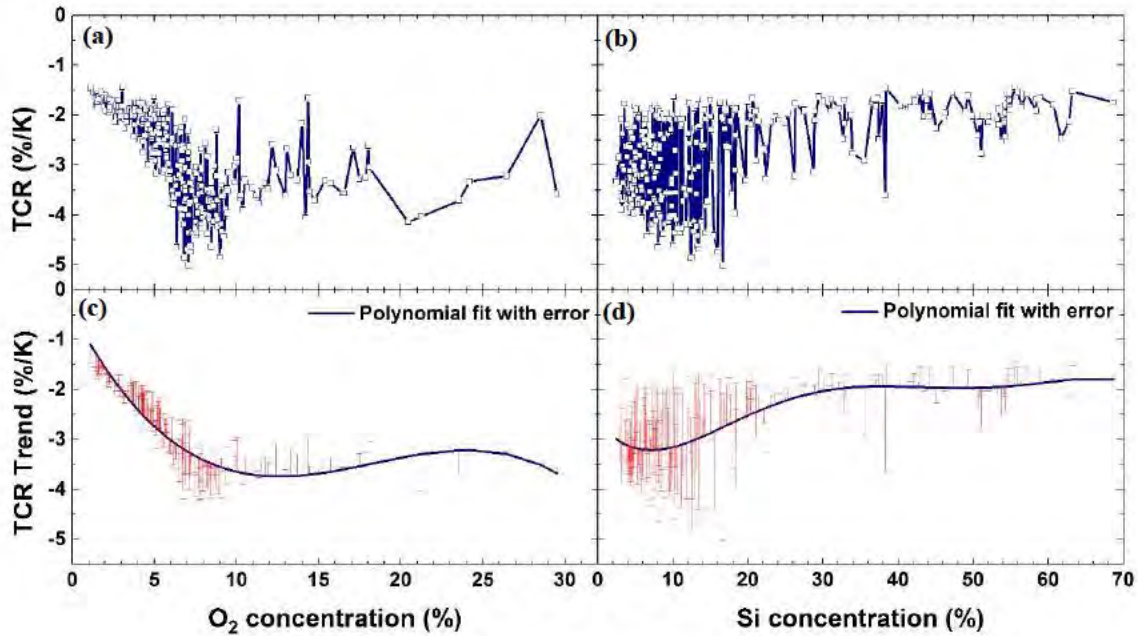 (a)
(b)
TCR (%/K)
0
-1
-2
-3
-4
-5
0
(c)
Polynomial fit with error
(d)
Polynomial fit with error
TCR Trend (%/K)
-1
-2
-3
-4
-5
0 5 10 15 20 25 30
0 10 20 30 40 50 60 70
O₂ concentration (%)
Si concentration (%)